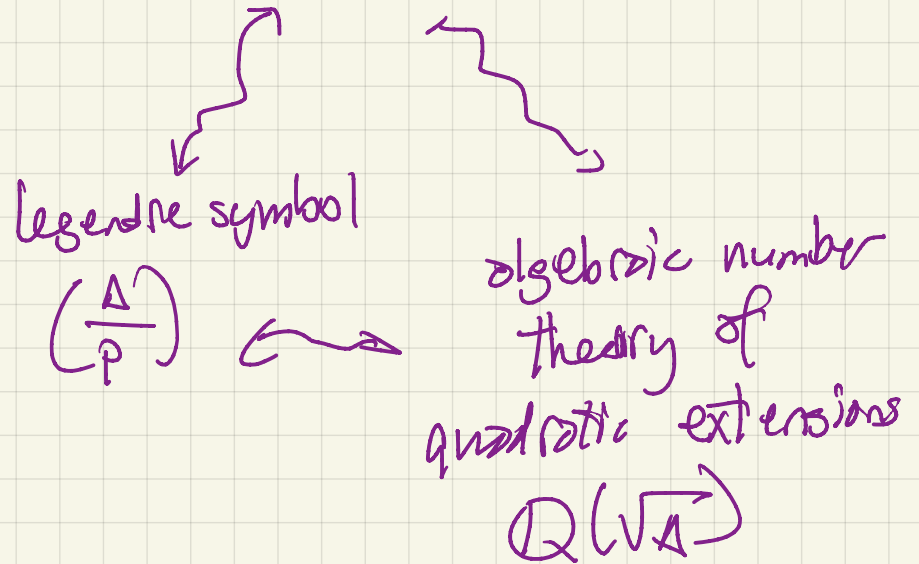 Legendre symbol
(Δ/p)
algebraic number
theory of
quadratic extensions
Q(√Δ)